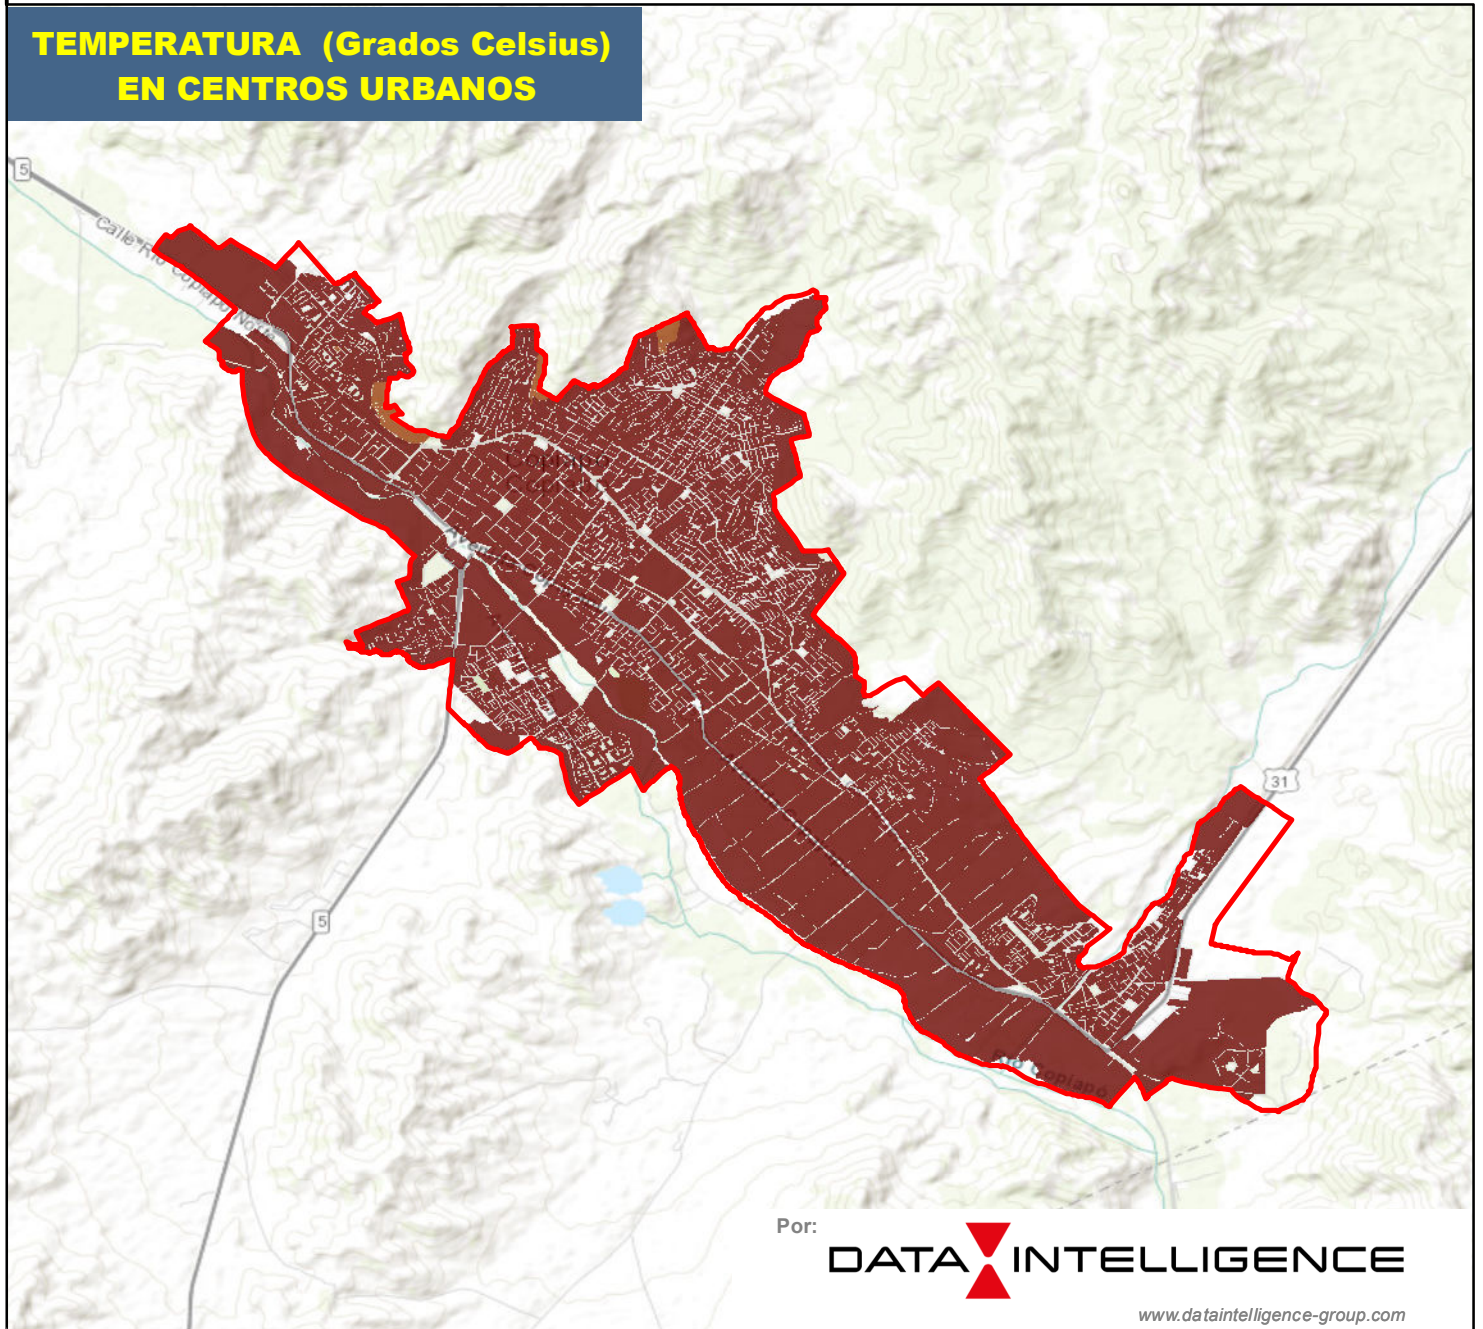 TEMPERATURA (Grados Celsius)
EN CENTROS URBANOS
5
Calle Río Copiapó Norte
Copiapó
31
5
Río Copiapó
Por:
DATA INTELLIGENCE
www.dataintelligence-group.com